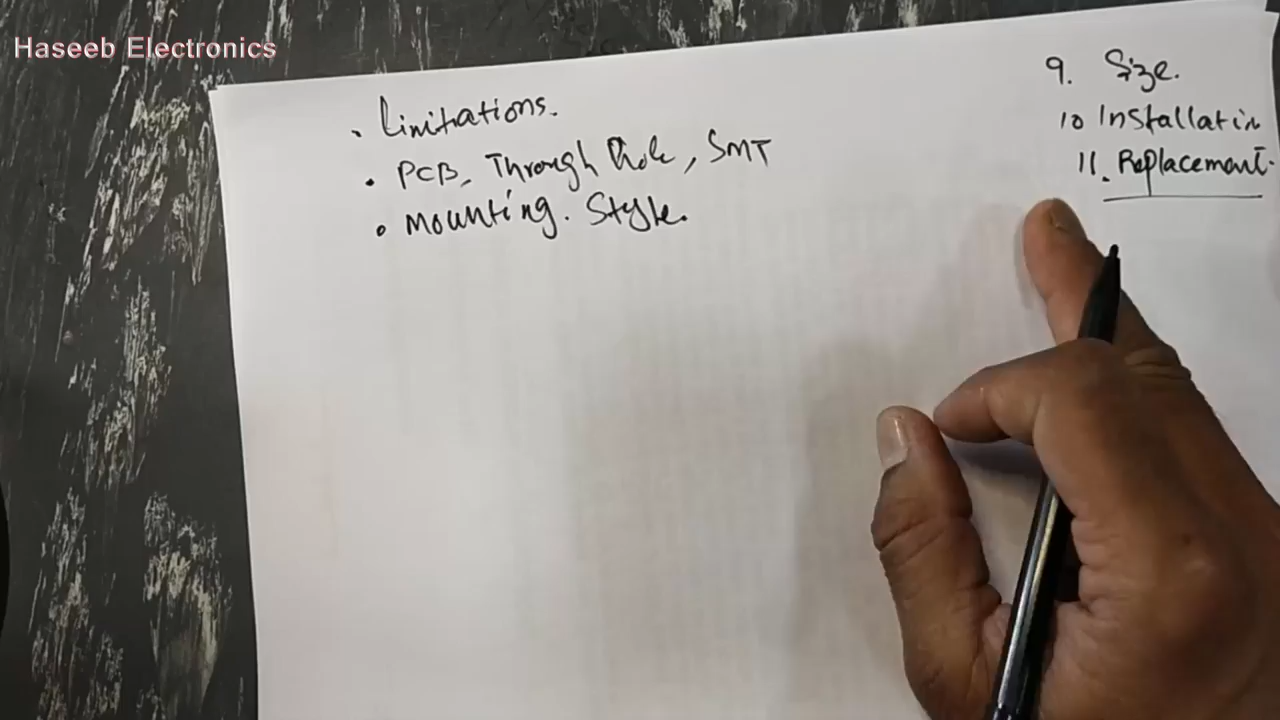 Haseeb Electronics
. Limitations.
. PCB, Through Hole, SMT
. Mounting. Style.
9. Size.
10 Installatin
11. Replacement.